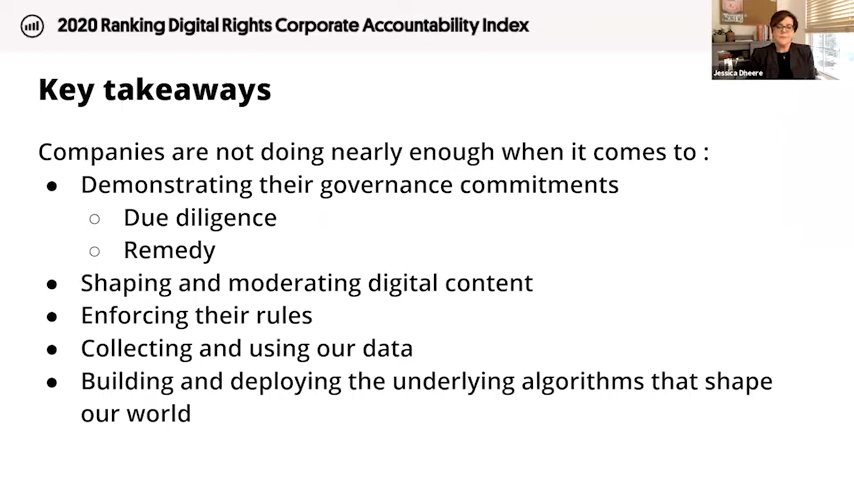 2020 Ranking Digital Rights Corporate Accountability Index
Jessica Dheere
Key takeaways
Companies are not doing nearly enough when it comes to :
● Demonstrating their governance commitments
○ Due diligence
○ Remedy
● Shaping and moderating digital content
● Enforcing their rules
● Collecting and using our data
● Building and deploying the underlying algorithms that shape
our world